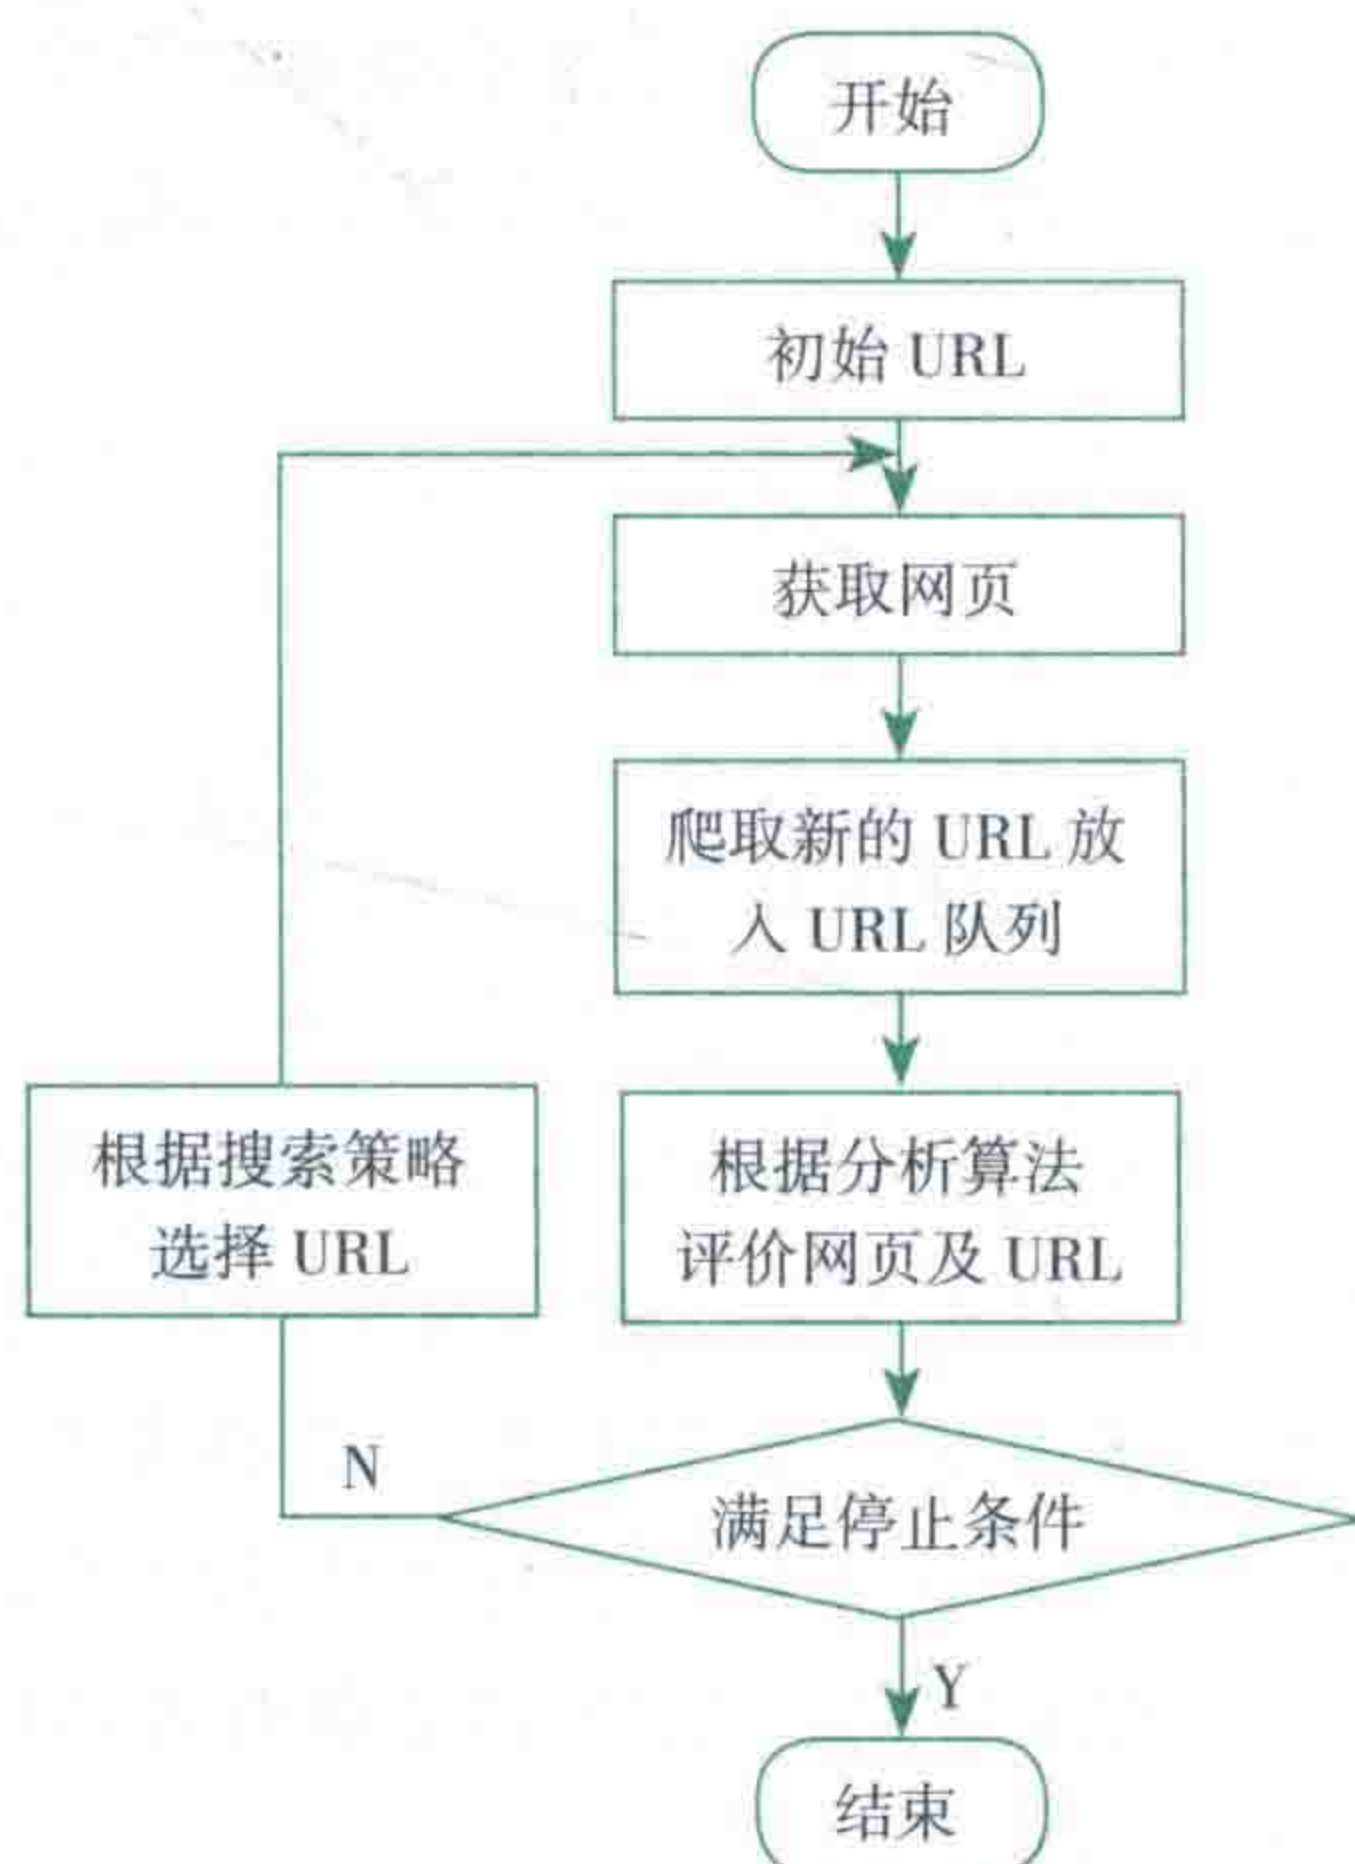 开始
初始 URL
获取网页
爬取新的 URL 放
入 URL 队列
根据分析算法
评价网页及 URL
根据搜索策略
选择 URL
满足停止条件
N
Y
结束